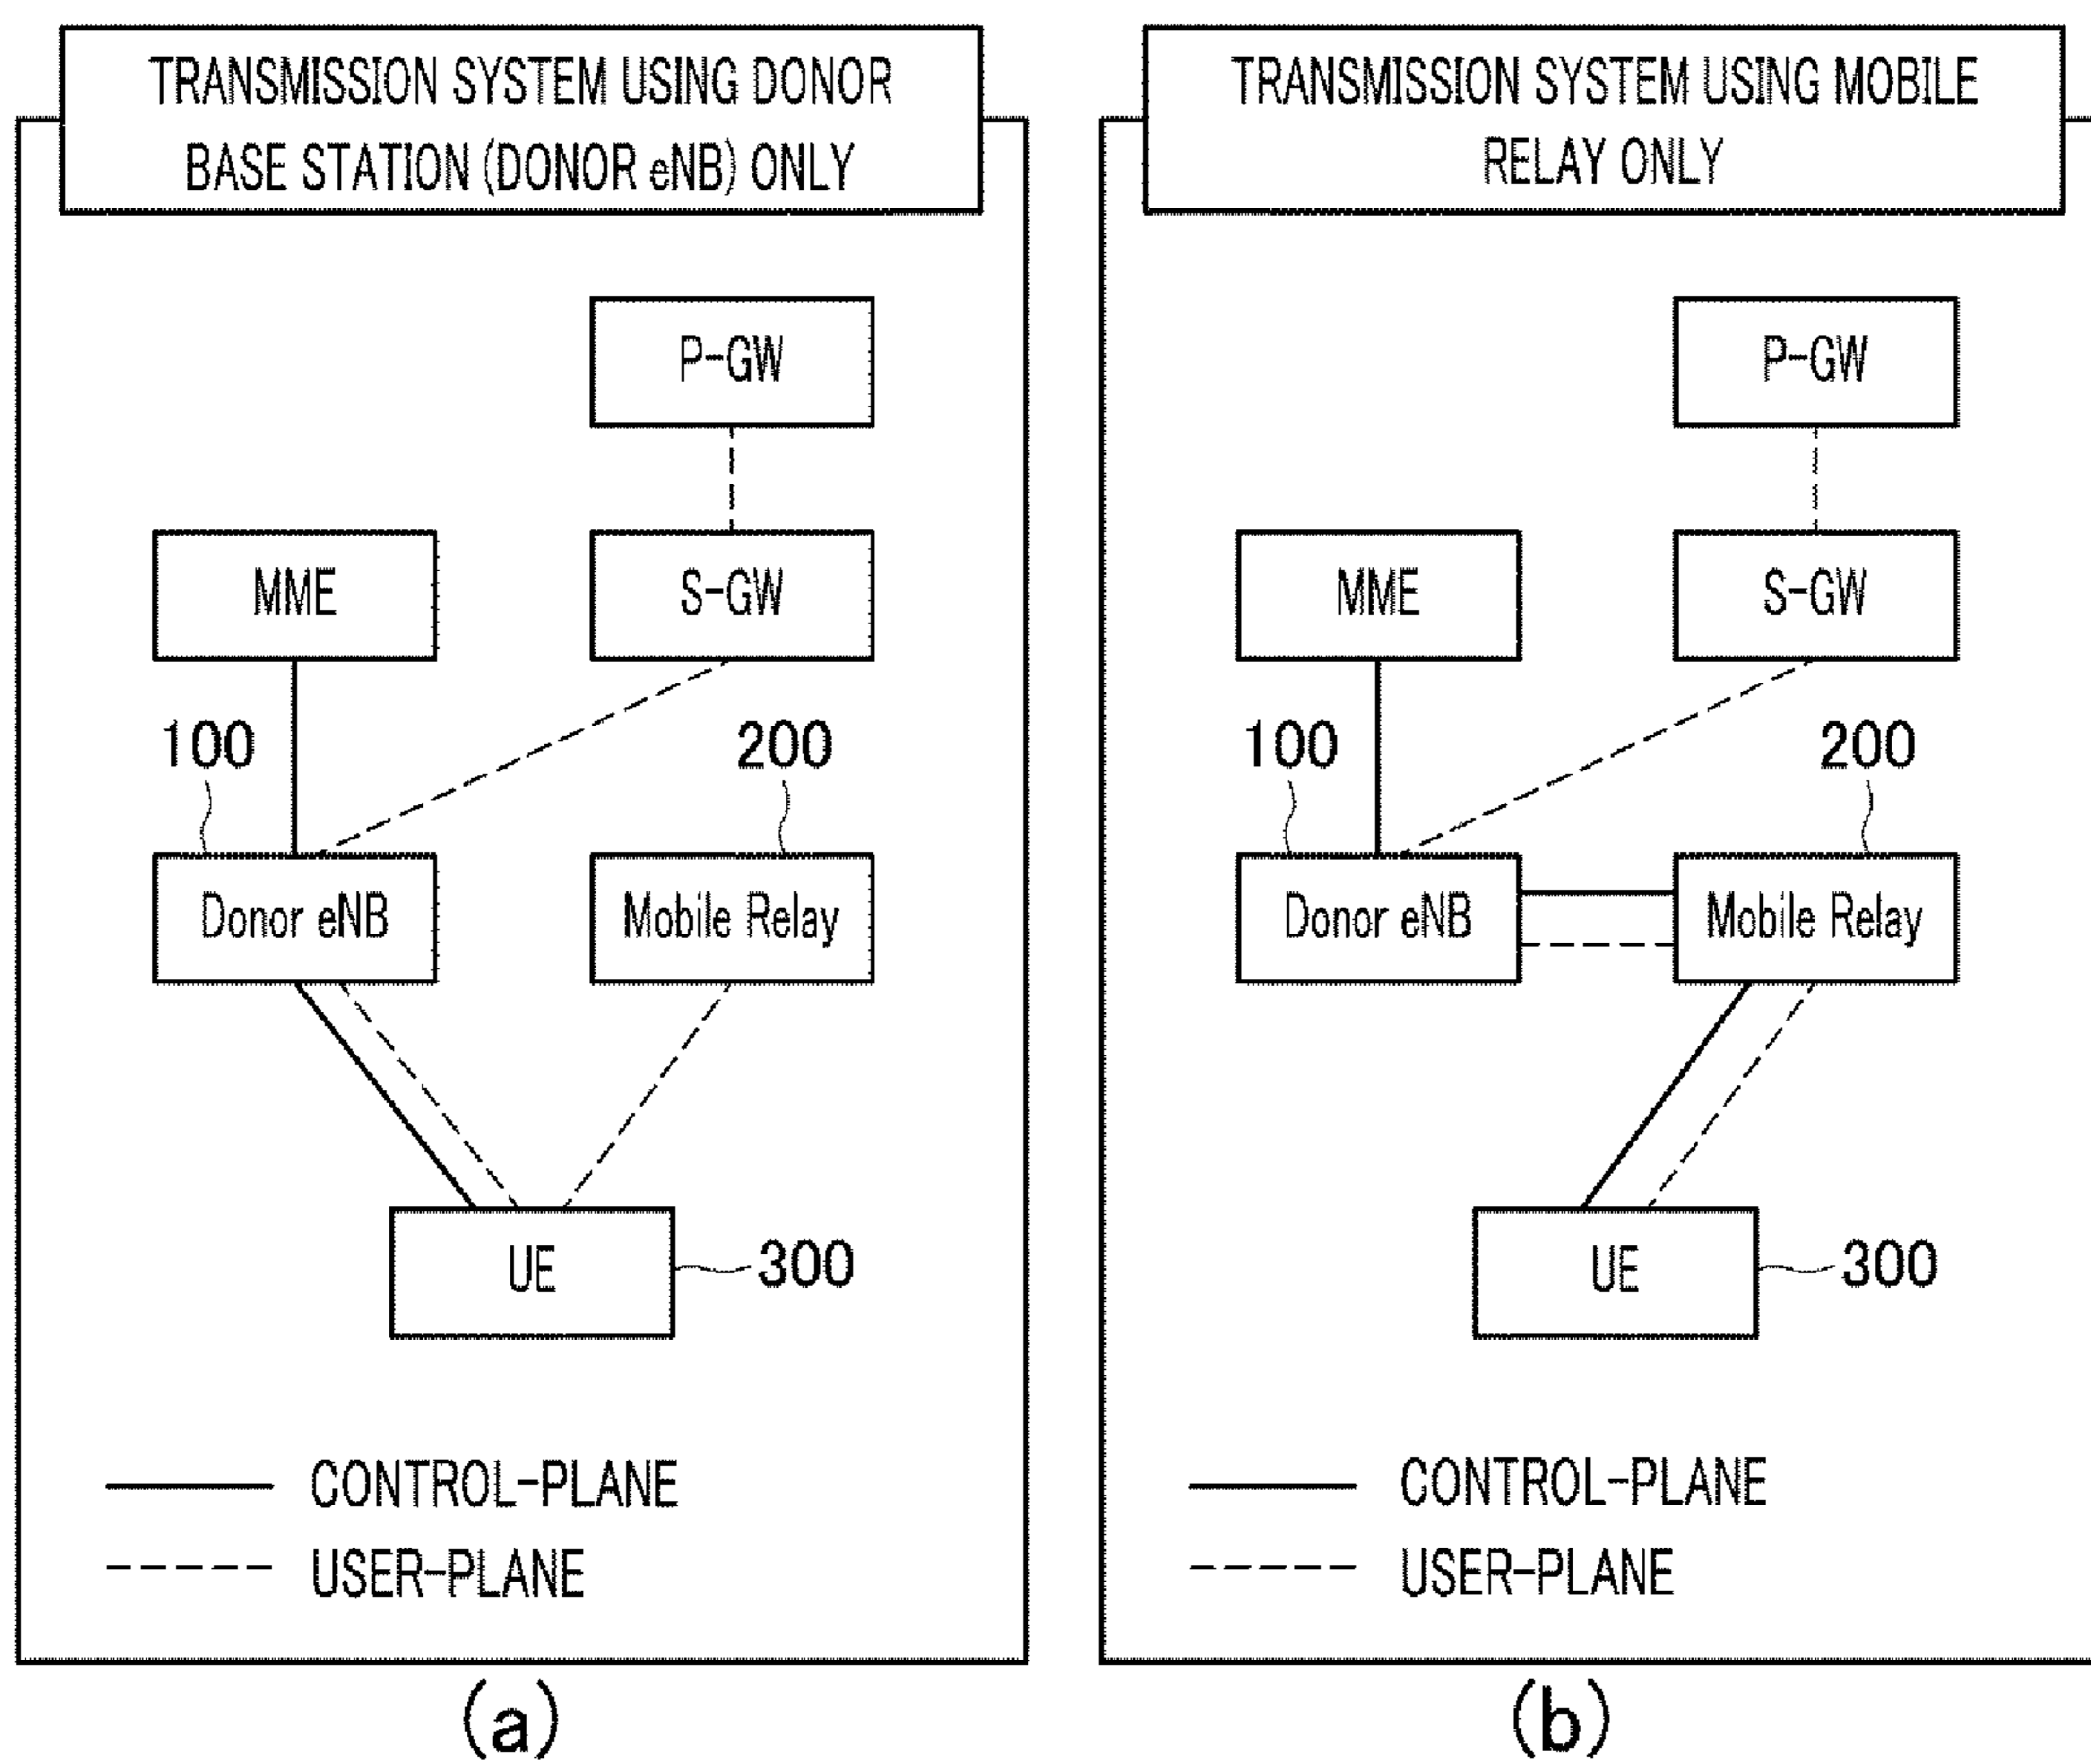 TRANSMISSION SYSTEM USING DONOR
BASE STATION (DONOR eNB) ONLY
P-GW
MME
S-GW
100
200
Donor eNB
Mobile Relay
UE
300
CONTROL-PLANE
USER-PLANE
(a)
TRANSMISSION SYSTEM USING MOBILE
RELAY ONLY
P-GW
MME
S-GW
100
200
Donor eNB
Mobile Relay
UE
300
CONTROL-PLANE
USER-PLANE
(b)